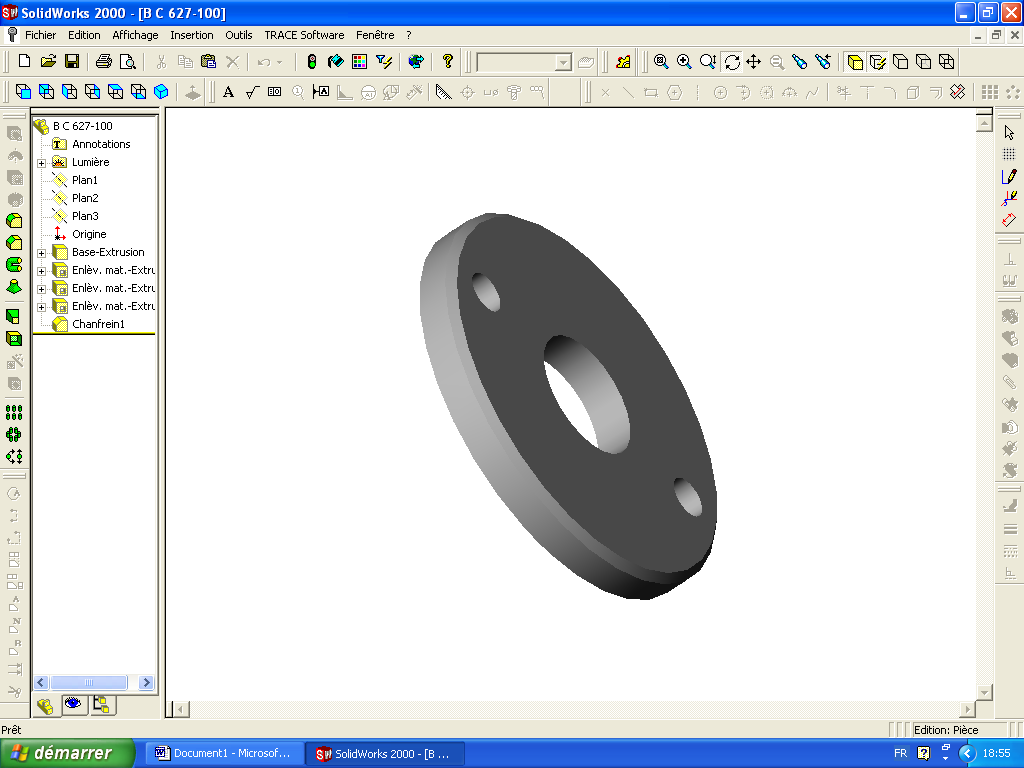 SolidWorks 2000 - [B C 627-100]
Fichier Edition Affichage Insertion Outils TRACE Software Fenêtre ?
B C 627-100
Annotations
Lumière
Plan1
Plan2
Plan3
Origine
Base-Extrusion
Enlèv. mat.-Extru
Enlèv. mat.-Extru
Enlèv. mat.-Extru
Chanfrein1
Prêt Edition: Pièce
démarrer Document1 - Microsof... SolidWorks 2000 - [B ... FR 18:55